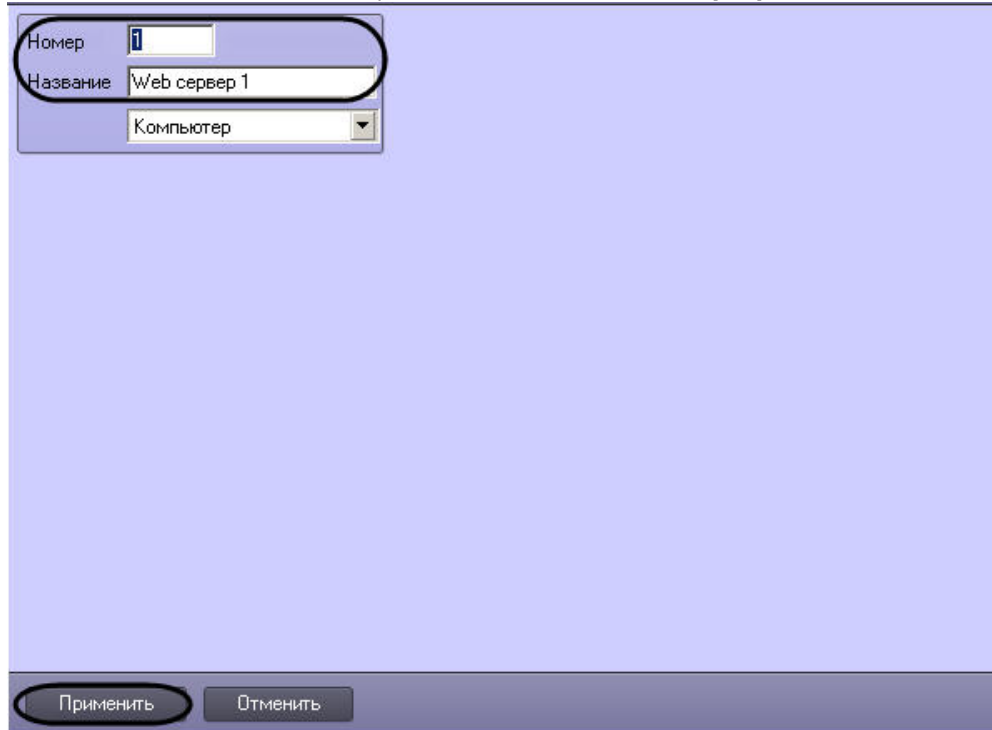 Номер 1
Название Web сервер 1
Компьютер
Применить Отменить